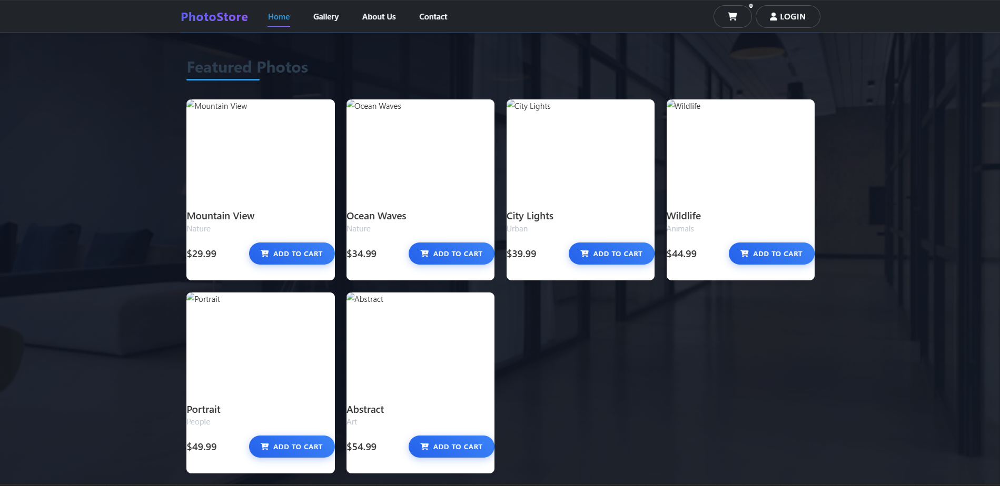 PhotoStore Home Gallery About Us Contact 0 LOGIN
Featured Photos
Mountain View Ocean Waves City Lights Wildlife
Mountain View Ocean Waves City Lights Wildlife
Nature Nature Urban Animals
$29.99 ADD TO CART $34.99 ADD TO CART $39.99 ADD TO CART $44.99 ADD TO CART
Portrait Abstract
Portrait Abstract
People Art
$49.99 ADD TO CART $54.99 ADD TO CART